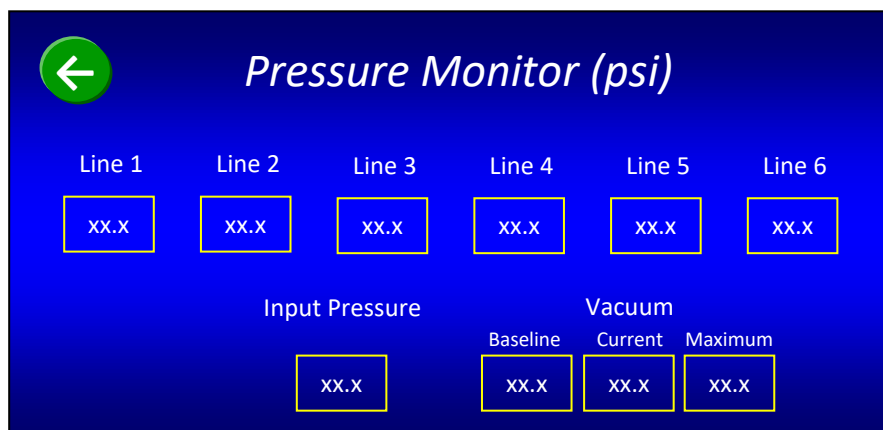 Pressure Monitor (psi)
Line 1 Line 2 Line 3 Line 4 Line 5 Line 6
xx.x xx.x xx.x xx.x xx.x xx.x
Input Pressure Vacuum
Baseline Current Maximum
xx.x xx.x xx.x xx.x